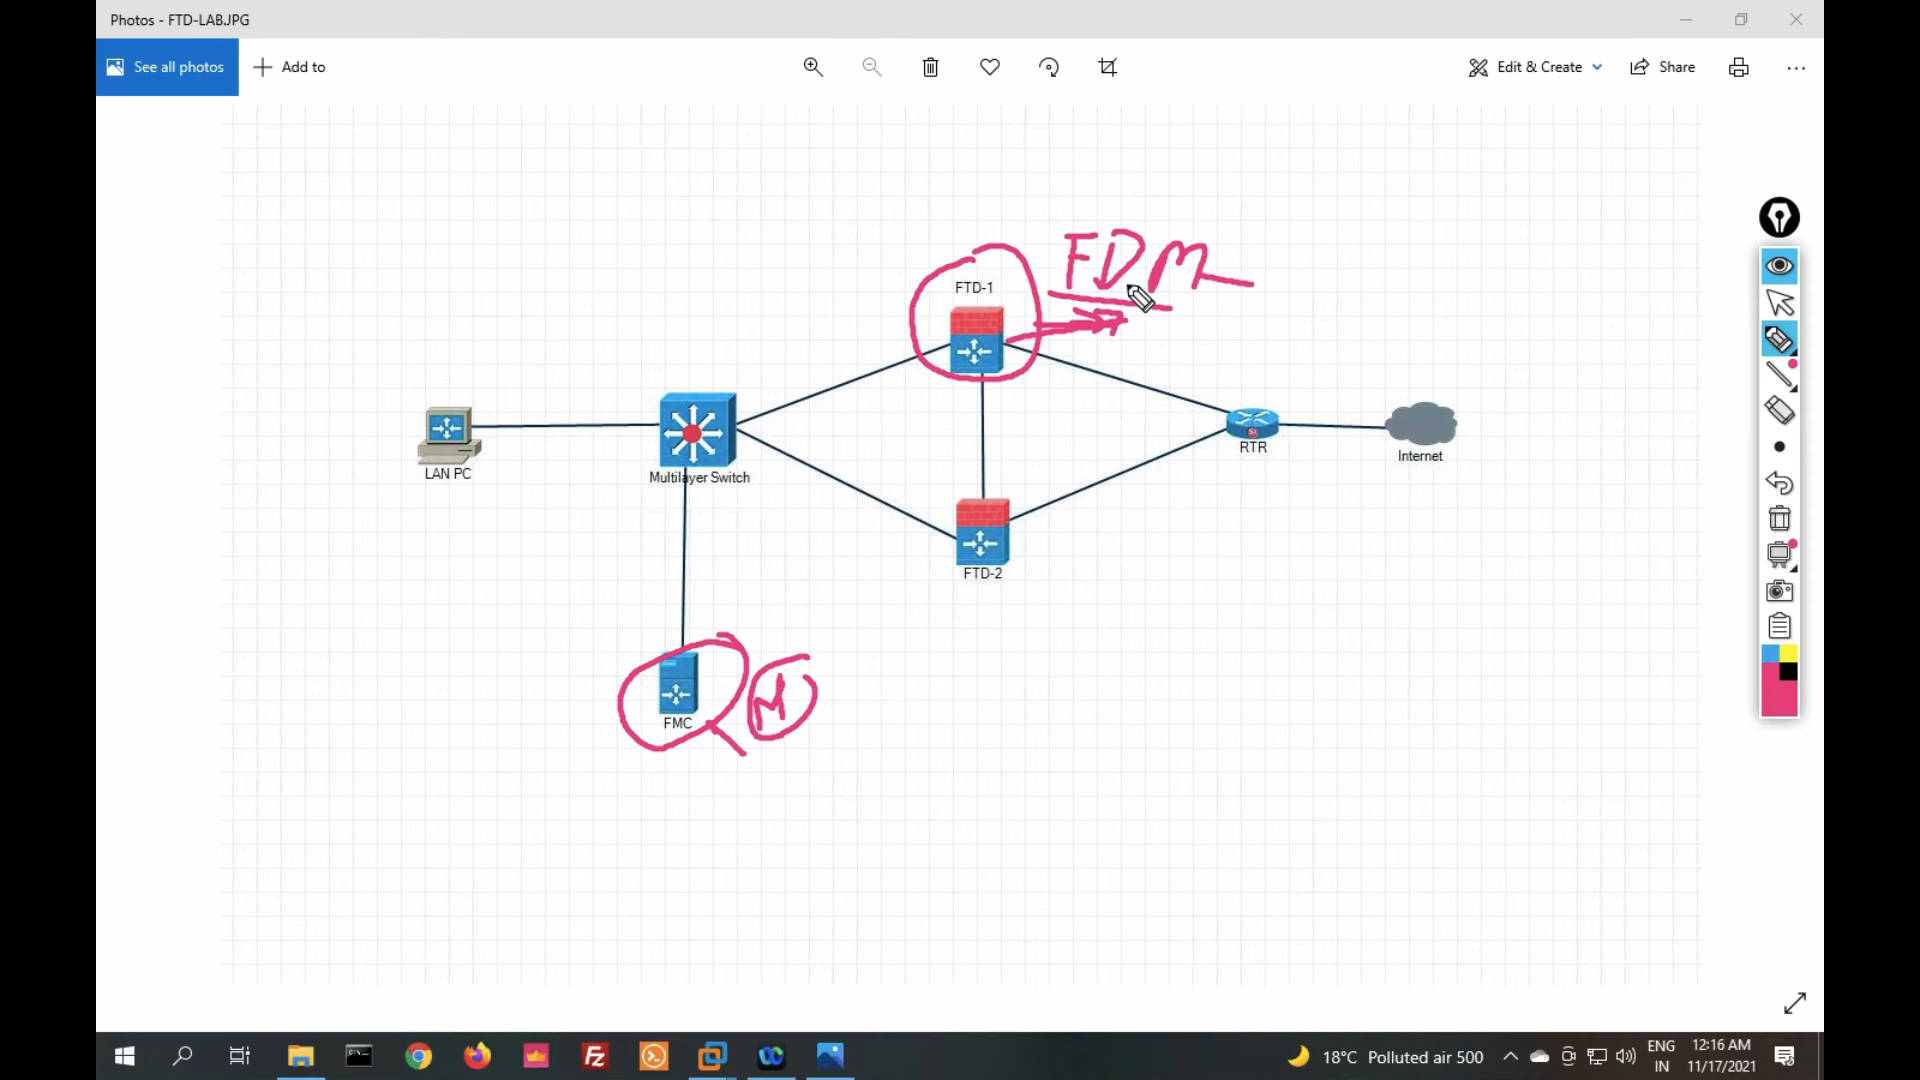 Photos - FTD-LAB.JPG
See all photos
Add to
Edit & Create
Share
FDM
FTD-1
LAN PC
Multilayer Switch
RTR
Internet
FTD-2
FMC
M
18°C Polluted air 500
ENG
IN
12:16 AM
11/17/2021